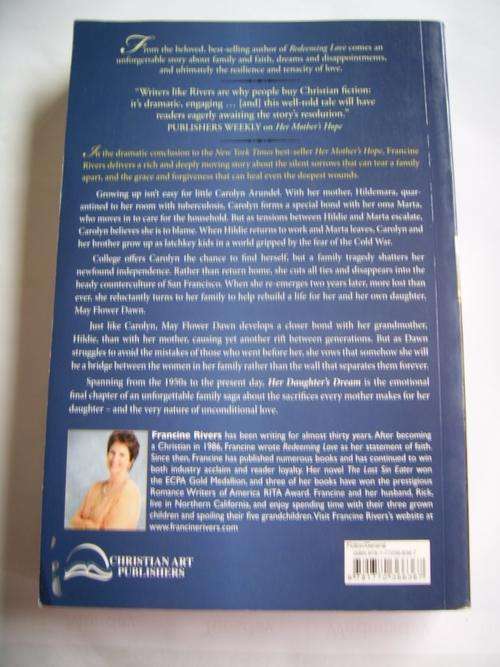 From the beloved, best-selling author of Redeeming Love comes an
unforgettable story about family and faith, dreams and disappointments,
and ultimately the resilience and tenacity of love.
"Writers like Rivers are why people buy Christian fiction:
it's dramatic, engaging ... [and] this well-told tale will have
readers eagerly awaiting the story's resolution."
PUBLISHERS WEEKLY on Her Mother's Hope
In the dramatic conclusion to the New York Times best-seller Her Mother's Hope, Francine
Rivers delivers a rich and deeply moving story about the silent sorrows that can tear a family
apart, and the grace and forgiveness that can heal even the deepest wounds.
Growing up isn't easy for little Carolyn Arundel. With her mother, Hildemara, quar-
antined to her room with tuberculosis, Carolyn forms a special bond with her oma Marta,
who moves in to care for the household. But as tensions between Hildie and Marta escalate,
Carolyn believes she is to blame. When Hildie returns to work and Marta leaves, Carolyn and
her brother grow up as latchkey kids in a world gripped by the fear of the Cold War.
College offers Carolyn the chance to find herself, but a family tragedy shatters her
newfound independence. Rather than return home, she cuts all ties and disappears into the
heady counterculture of San Francisco. When she re-emerges two years later, more lost than
ever, she reluctantly turns to her family to help rebuild a life for her and her own daughter,
May Flower Dawn.
Just like Carolyn, May Flower Dawn develops a closer bond with her grandmother,
Hildie, than with her mother, causing yet another rift between generations. But as Dawn
struggles to avoid the mistakes of those who went before her, she vows that somehow she will
be a bridge between the women in her family rather than the wall that separates them forever.
Spanning from the 1950s to the present day, Her Daughter's Dream is the emotional
final chapter of an unforgettable family saga about the sacrifices every mother makes for her
daughter – and the very nature of unconditional love.
Francine Rivers has been writing for almost thirty years. After becoming
a Christian in 1986, Francine wrote Redeeming Love as her statement of faith.
Since then, Francine has published numerous books and has continued to win
both industry acclaim and reader loyalty. Her novel The Last Sin Eater won
the ECPA Gold Medallion, and three of her books have won the prestigious
Romance Writers of America RITA Award. Francine and her husband, Rick,
live in Northern California, and enjoy spending time with their three grown
children and spoiling their five grandchildren. Visit Francine Rivers's website at
www.francinerivers.com
CHRISTIAN ART
PUBLISHERS
Fiction/General